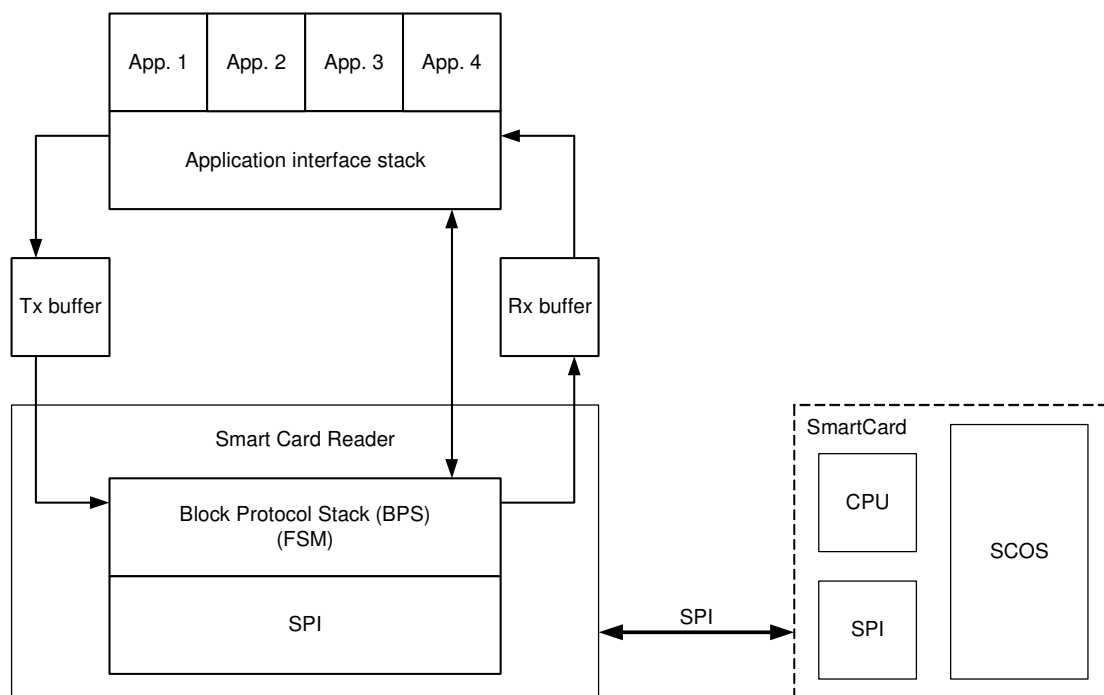 App. 1
App. 2
App. 3
App. 4
Application interface stack
Tx buffer
Rx buffer
Smart Card Reader
Block Protocol Stack (BPS)
(FSM)
SPI
SPI
SmartCard
CPU
SCOS
SPI